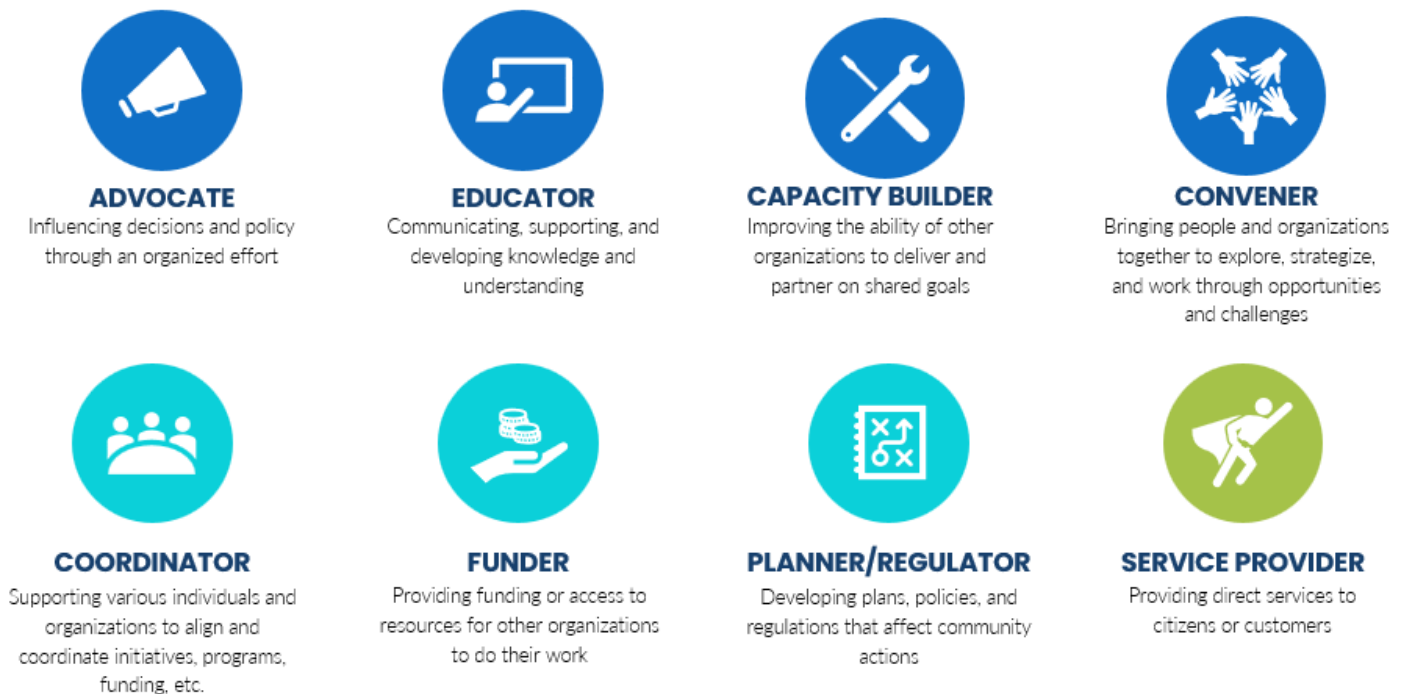 ADVOCATE
Influencing decisions and policy
through an organized effort
EDUCATOR
Communicating, supporting, and
developing knowledge and
understanding
CAPACITY BUILDER
Improving the ability of other
organizations to deliver and
partner on shared goals
CONVENER
Bringing people and organizations
together to explore, strategize,
and work through opportunities
and challenges
COORDINATOR
Supporting various individuals and
organizations to align and
coordinate initiatives, programs,
funding, etc.
FUNDER
Providing funding or access to
resources for other organizations
to do their work
PLANNER/REGULATOR
Developing plans, policies, and
regulations that affect community
actions
SERVICE PROVIDER
Providing direct services to
citizens or customers